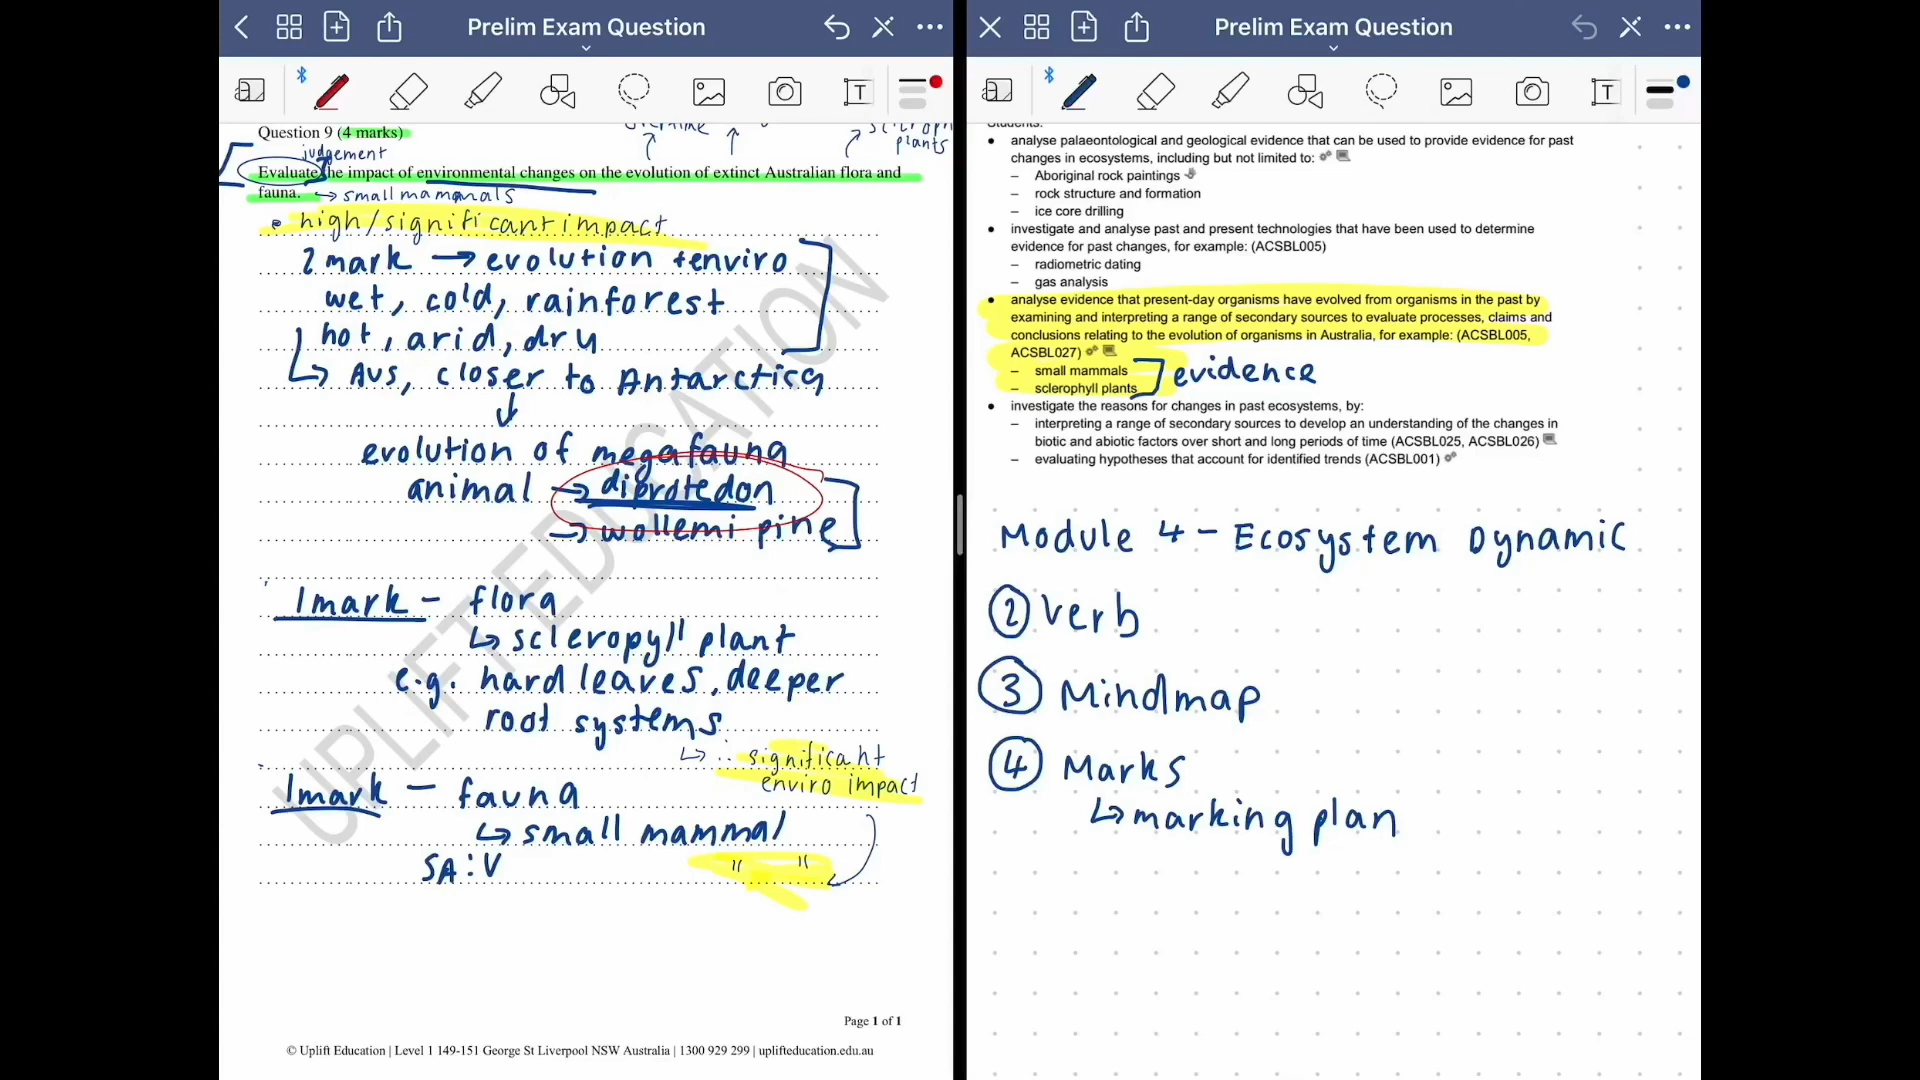 Prelim Exam Question
Question 9 (4 marks)
plants
judgement
Evaluate the impact of environmental changes on the evolution of extinct Australian flora and
fauna. → small mammals
• high/significant impact
2 mark → evolution + enviro
wet, cold, rainforest
hot, arid, dry
↳ Aus, closer to Antarctica
↓
evolution of megafauna
animal → diprotedon
→ wollemi pine
1 mark - flora
↳ scleropyll plant
e.g. hard leaves, deeper
root systems
↳ ∴ significant
enviro impact
1 mark - fauna
↳ small mammal
SA:V " "
UPLIFT EDUCATION
Page 1 of 1
© Uplift Education | Level 1 149-151 George St Liverpool NSW Australia | 1300 929 299 | uplifteducation.edu.au
Prelim Exam Question
Students:
• analyse palaeontological and geological evidence that can be used to provide evidence for past
changes in ecosystems, including but not limited to:
– Aboriginal rock paintings
– rock structure and formation
– ice core drilling
• investigate and analyse past and present technologies that have been used to determine
evidence for past changes, for example: (ACSBL005)
– radiometric dating
– gas analysis
• analyse evidence that present-day organisms have evolved from organisms in the past by
examining and interpreting a range of secondary sources to evaluate processes, claims and
conclusions relating to the evolution of organisms in Australia, for example: (ACSBL005,
ACSBL027)
– small mammals
– sclerophyll plants
evidence
• investigate the reasons for changes in past ecosystems, by:
– interpreting a range of secondary sources to develop an understanding of the changes in
biotic and abiotic factors over short and long periods of time (ACSBL025, ACSBL026)
– evaluating hypotheses that account for identified trends (ACSBL001)
Module 4 - Ecosystem Dynamic
② Verb
③ Mindmap
④ Marks
↳ marking plan